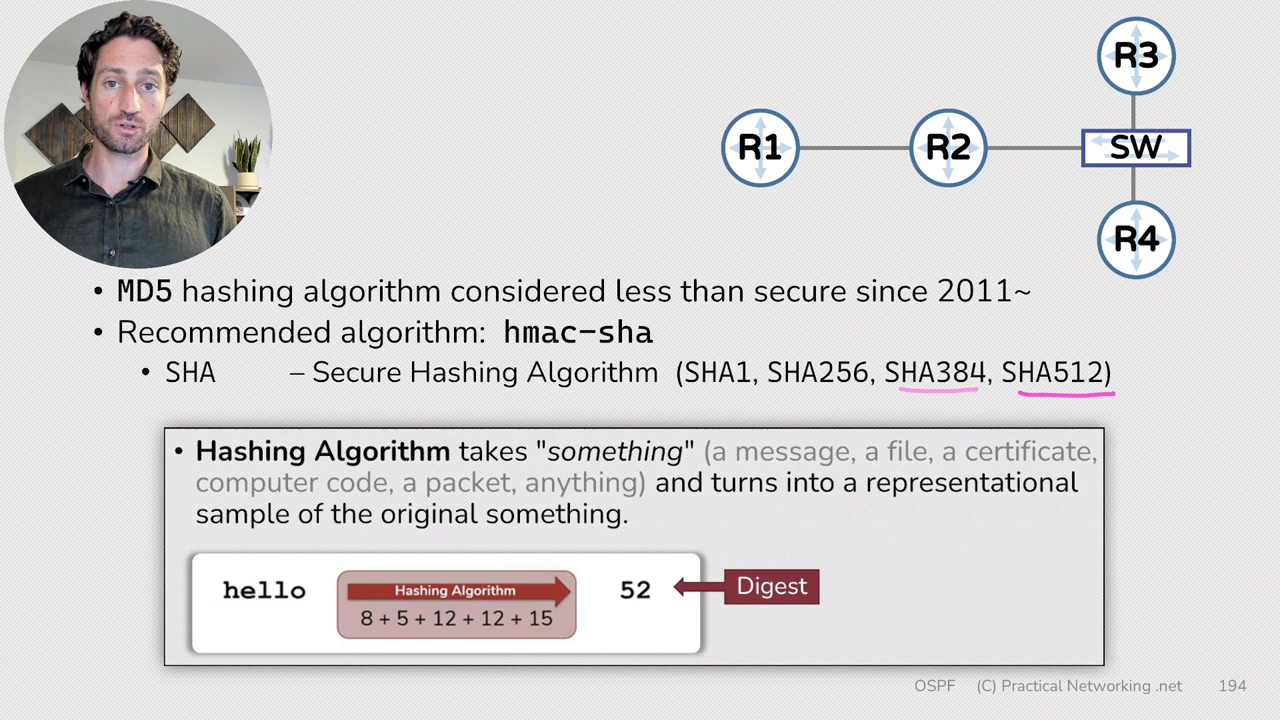 R3
R1
R2
SW
R4
• MD5 hashing algorithm considered less than secure since 2011~
• Recommended algorithm: hmac-sha
• SHA – Secure Hashing Algorithm (SHA1, SHA256, SHA384, SHA512)
• Hashing Algorithm takes "something" (a message, a file, a certificate,
computer code, a packet, anything) and turns into a representational
sample of the original something.
hello
Hashing Algorithm
8 + 5 + 12 + 12 + 15
52
Digest
OSPF (C) Practical Networking .net 194